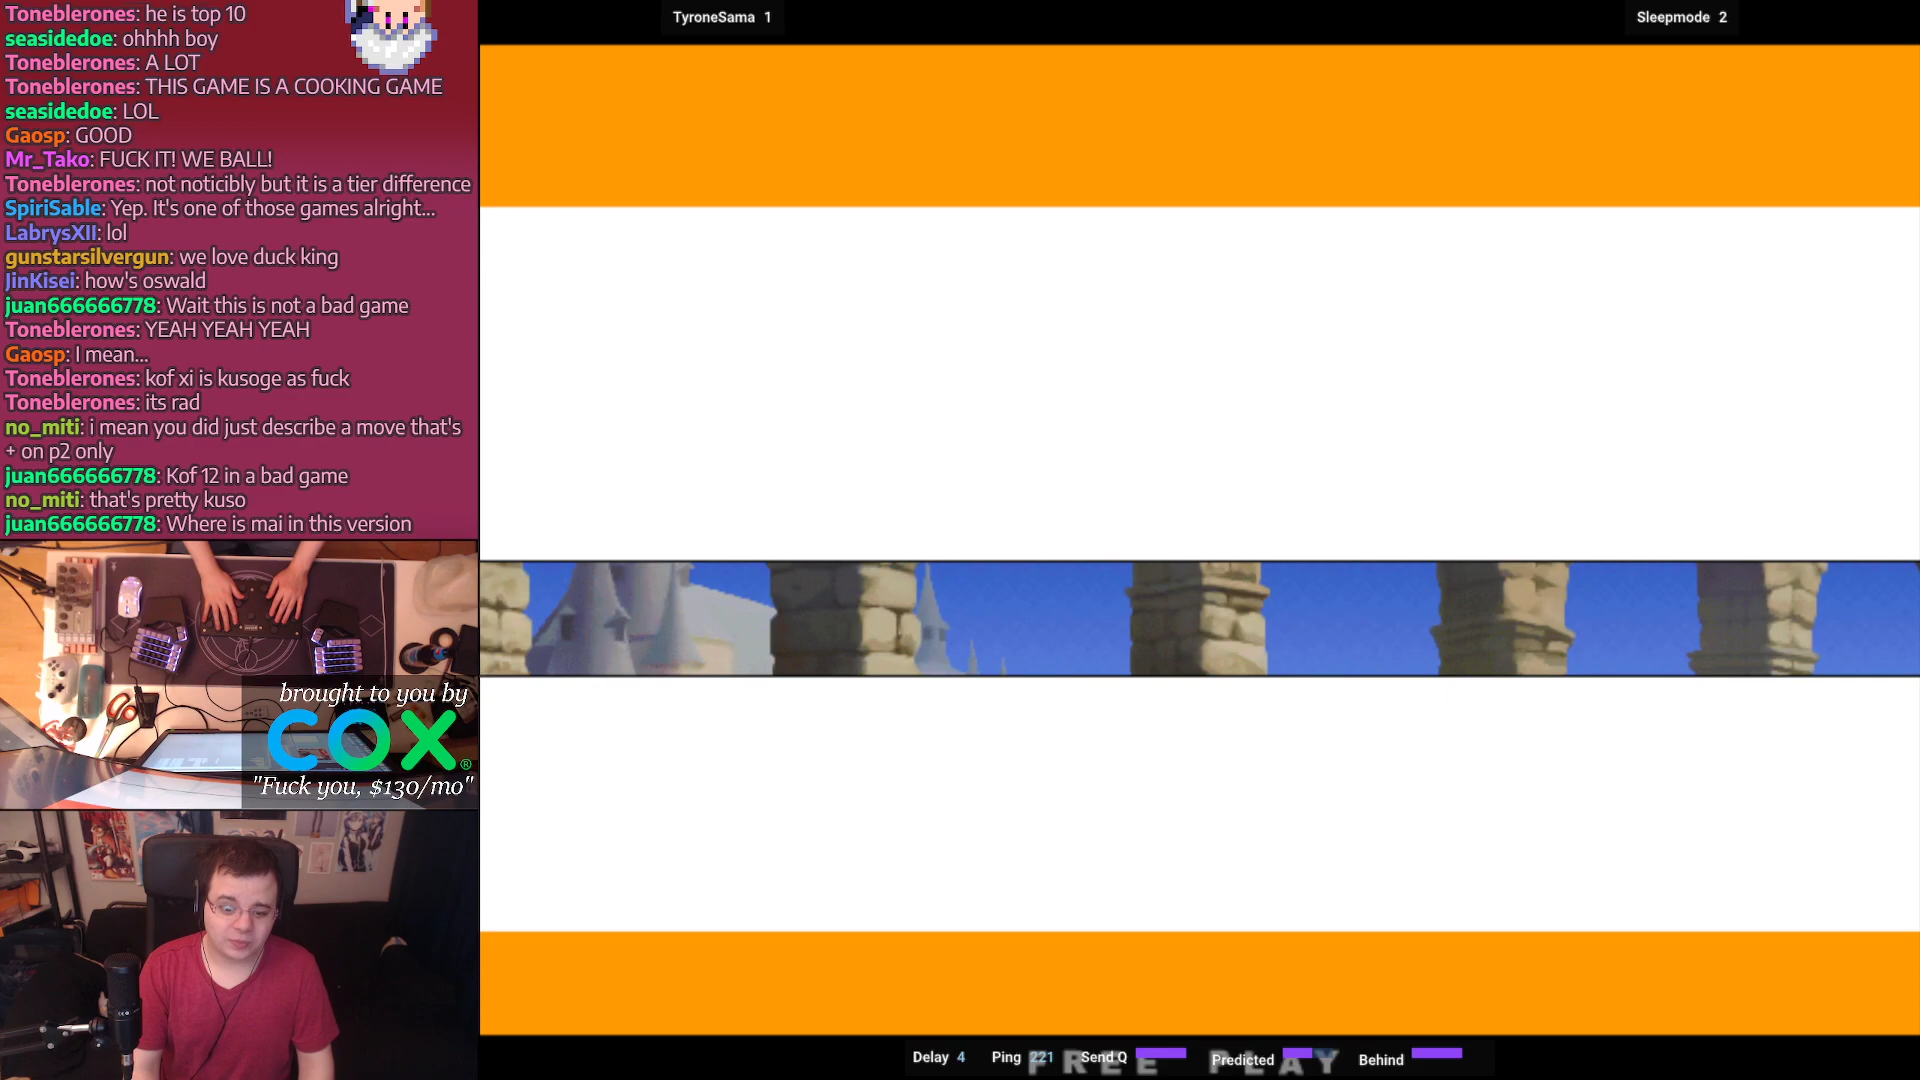 Toneblerones: he is top 10
seasidedoe: ohhhh boy
Toneblerones: A LOT
Toneblerones: THIS GAME IS A COOKING GAME
seasidedoe: LOL
Gaosp: GOOD
Mr_Tako: FUCK IT! WE BALL!
Toneblerones: not noticibly but it is a tier difference
SpiriSable: Yep. It's one of those games alright...
LabrysXII: lol
gunstarsilvergun: we love duck king
JinKisei: how's oswald
juan666666778: Wait this is not a bad game
Toneblerones: YEAH YEAH YEAH
Gaosp: I mean...
Toneblerones: kof xi is kusoge as fuck
Toneblerones: its rad
no_miti: i mean you did just describe a move that's
+ on p2 only
juan666666778: Kof 12 in a bad game
no_miti: that's pretty kuso
juan666666778: Where is mai in this version
brought to you by
COX®
"Fuck you, $130/mo"
TyroneSama 1
Sleepmode 2
Delay 4 Ping 221 Send Q Predicted Behind
FREE PLAY